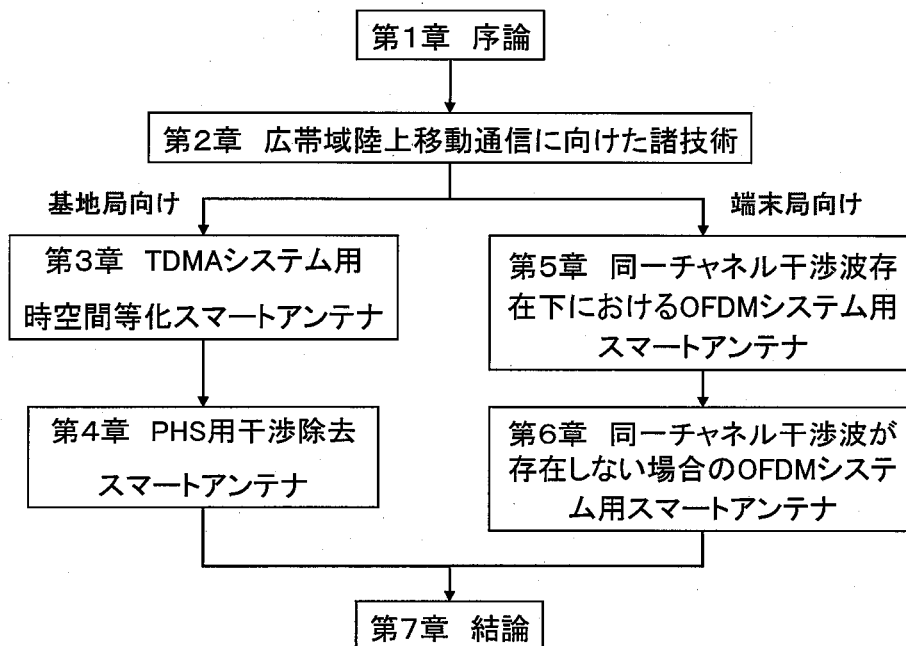 第1章 序論
第2章 広帯域陸上移動通信に向けた諸技術
基地局向け
第3章 TDMAシステム用
時空間等化スマートアンテナ
第4章 PHS用干渉除去
スマートアンテナ
端末局向け
第5章 同一チャネル干渉波存
在下におけるOFDMシステム用
スマートアンテナ
第6章 同一チャネル干渉波が
存在しない場合のOFDMシステ
ム用スマートアンテナ
第7章 結論